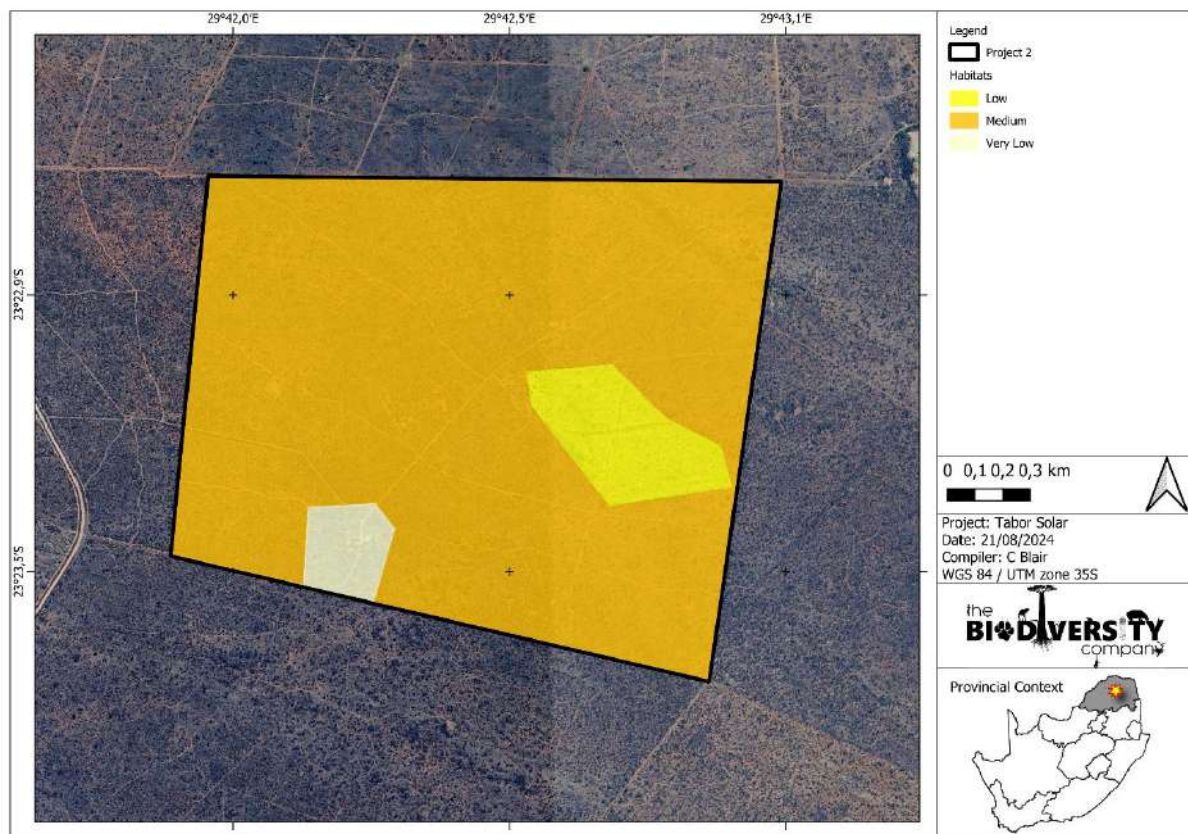 29°42,0'E
29°42,5'E
29°43,1'E
23°22,9'S
23°23,5'S
Legend
Project 2
Habitats
Low
Medium
Very Low
0 0,1 0,2 0,3 km
Project: Tabor Solar
Date: 21/08/2024
Compiler: C Blair
WGS 84 / UTM zone 35S
the
BIODIVERSITY
company
Provincial Context